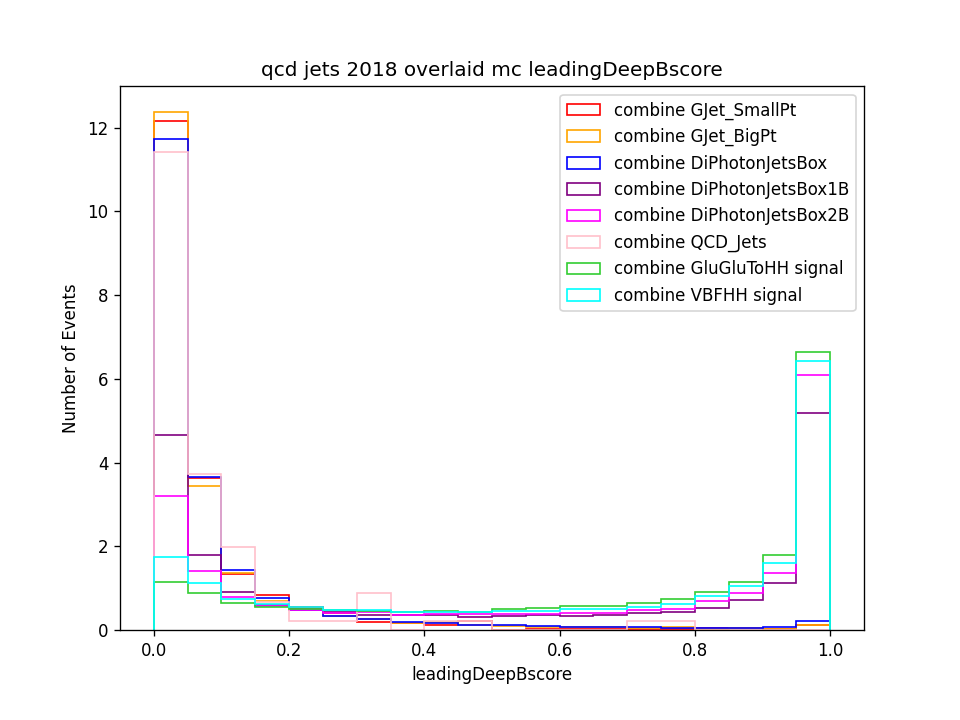 qcd jets 2018 overlaid mc leadingDeepBscore
combine GJet_SmallPt
combine GJet_BigPt
combine DiPhotonJetsBox
combine DiPhotonJetsBox1B
combine DiPhotonJetsBox2B
combine QCD_Jets
combine GluGluToHH signal
combine VBFHH signal
Number of Events
12
10
8
6
4
2
0
0.0 0.2 0.4 0.6 0.8 1.0
leadingDeepBscore